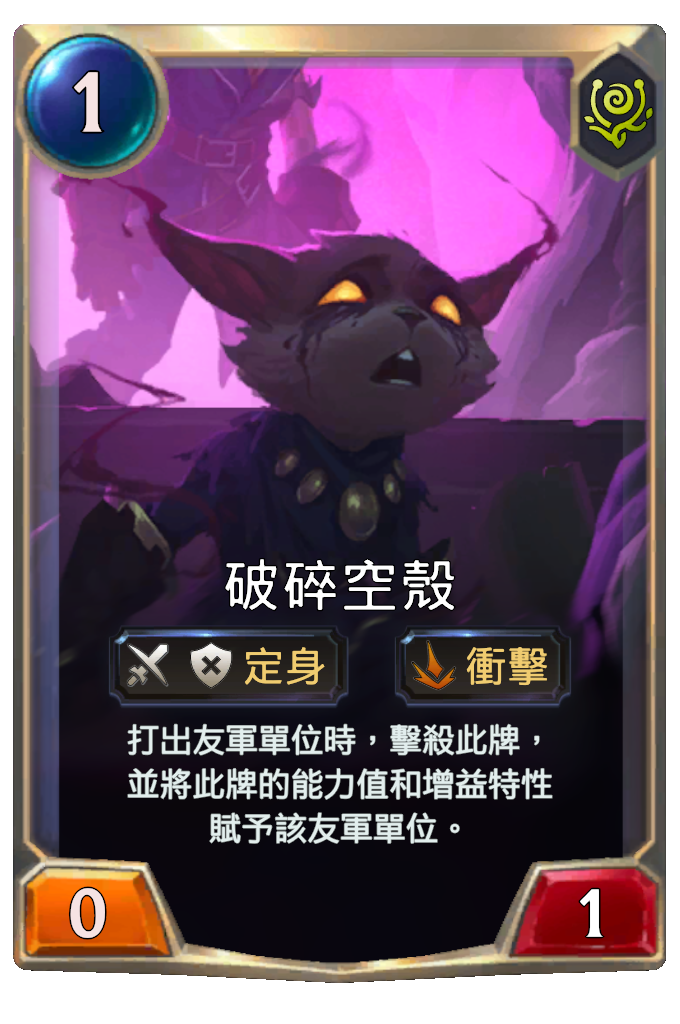 1
破碎空殼
定身 衝擊
打出友軍單位時，擊殺此牌，
並將此牌的能力值和增益特性
賦予該友軍單位。
0 1